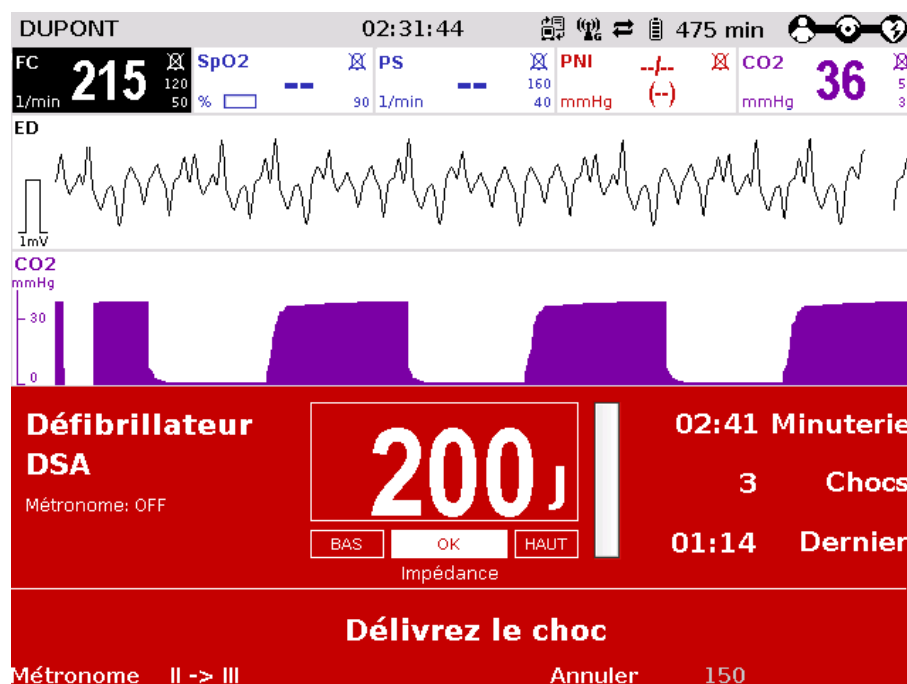 DUPONT 02:31:44 475 min
FC 215 120 50 1/min
SpO2 -- 90 %
PS -- 160 40 1/min
PNI --/-- (--) mmHg
CO2 36 5 3 mmHg
ED
1mV
CO2
mmHg
30
0
Défibrillateur
DSA
Métronome: OFF
200 J
BAS OK HAUT
Impédance
02:41 Minuterie
3 Chocs
01:14 Dernier
Délivrez le choc
Métronome II -> III Annuler 150